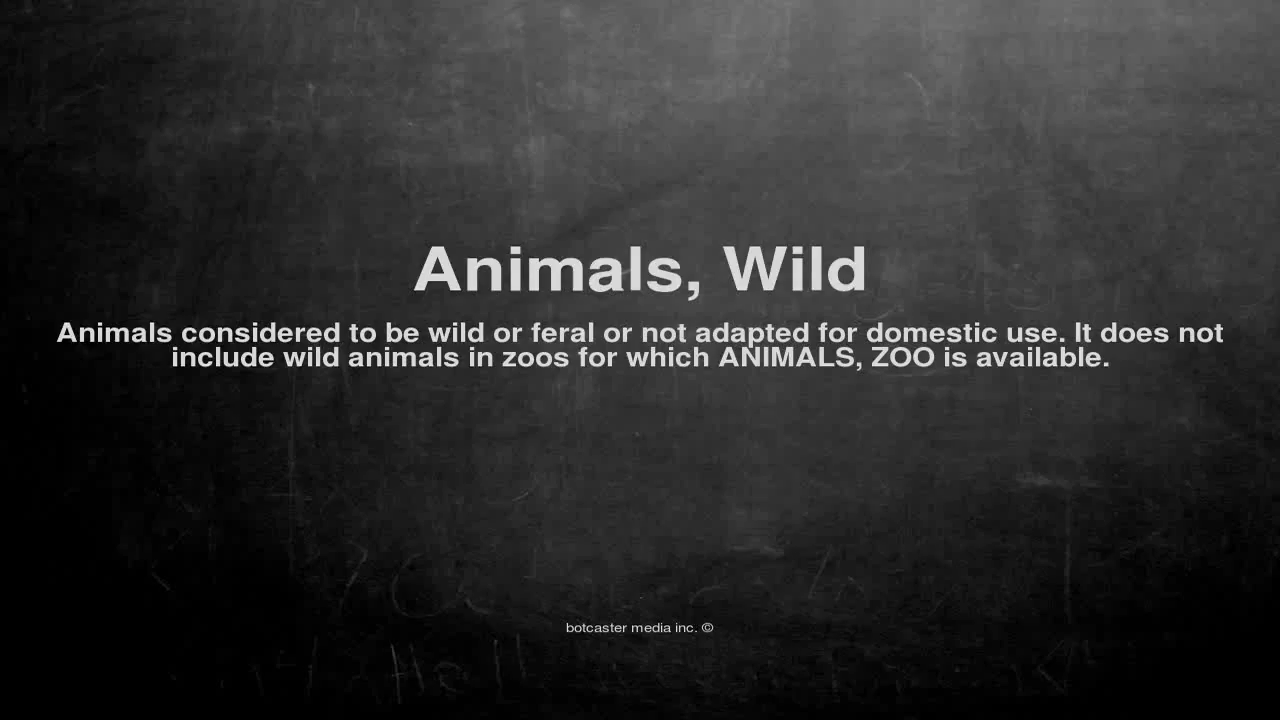 Animals, Wild
Animals considered to be wild or feral or not adapted for domestic use. It does not
include wild animals in zoos for which ANIMALS, ZOO is available.
botcaster media inc. ©